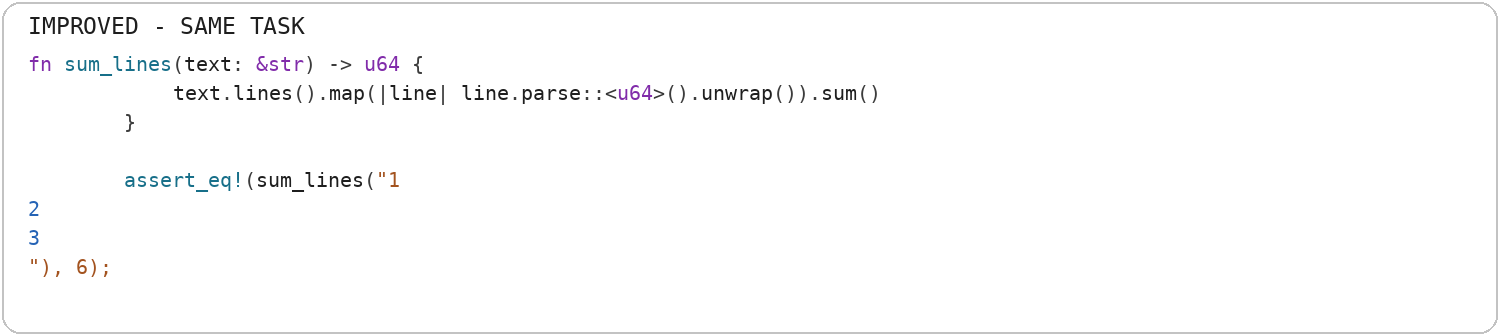 IMPROVED - SAME TASK
fn sum_lines(text: &str) -> u64 {
            text.lines().map(|line| line.parse::<u64>().unwrap()).sum()
        }

        assert_eq!(sum_lines("1
2
3
"), 6);